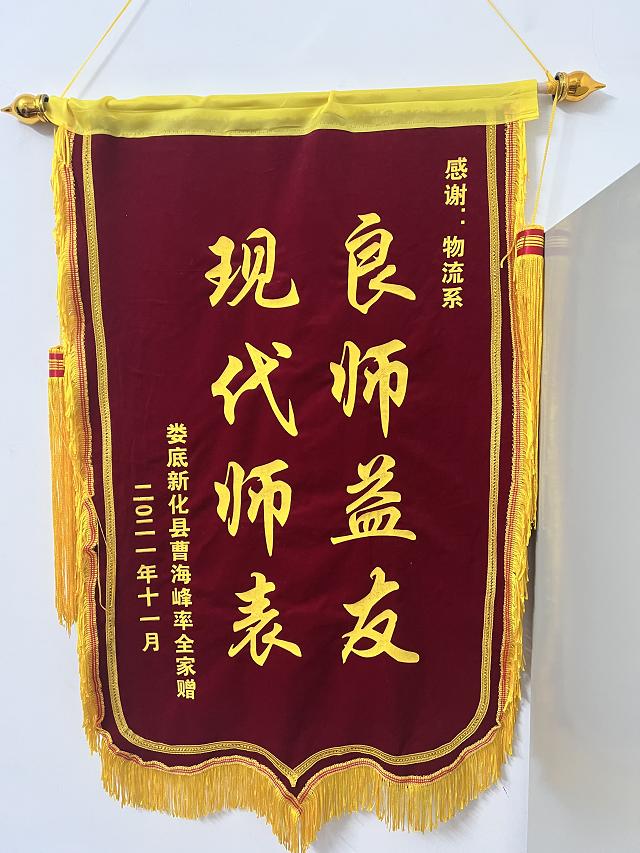 感谢：物流系
良师益友
现代师表
娄底新化县曹海峰率全家赠
二〇二一年十一月